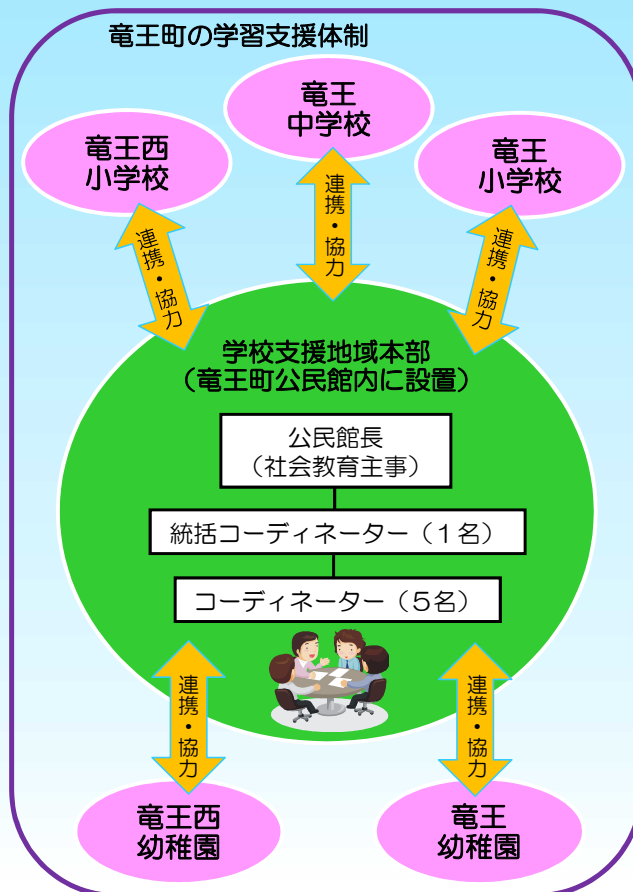 竜王町の学習支援体制
竜王
中学校
竜王西
小学校
竜王
小学校
連携・協力
連携・協力
連携・協力
学校支援地域本部
（竜王町公民館内に設置）
公民館長
（社会教育主事）
統括コーディネーター（１名）
コーディネーター（５名）
連携・協力
連携・協力
竜王西
幼稚園
竜王
幼稚園